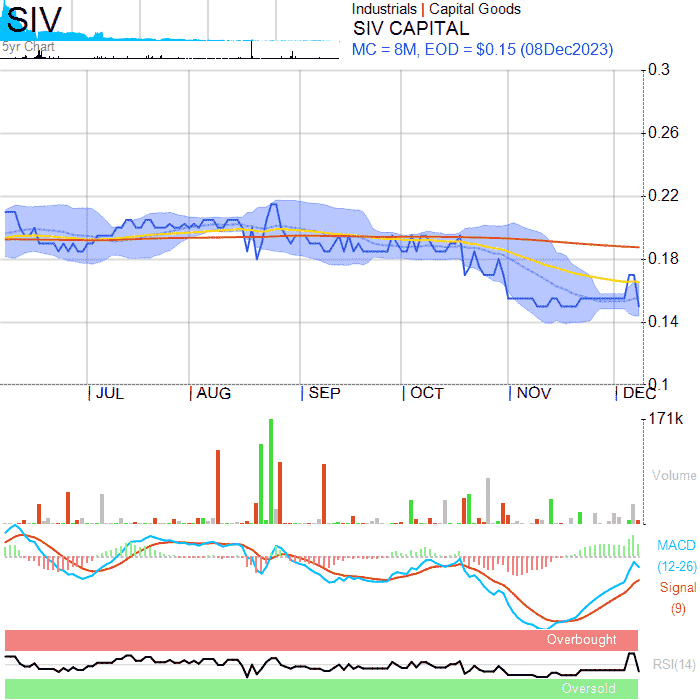 SIV
5yr Chart
Industrials | Capital Goods
SIV CAPITAL
MC = 8M, EOD = $0.15 (08Dec2023)
0.3
0.26
0.22
0.18
0.14
0.1
JUL AUG SEP OCT NOV DEC
171k
Volume
MACD
(12-26)
Signal
(9)
Overbought
RSI(14)
Oversold